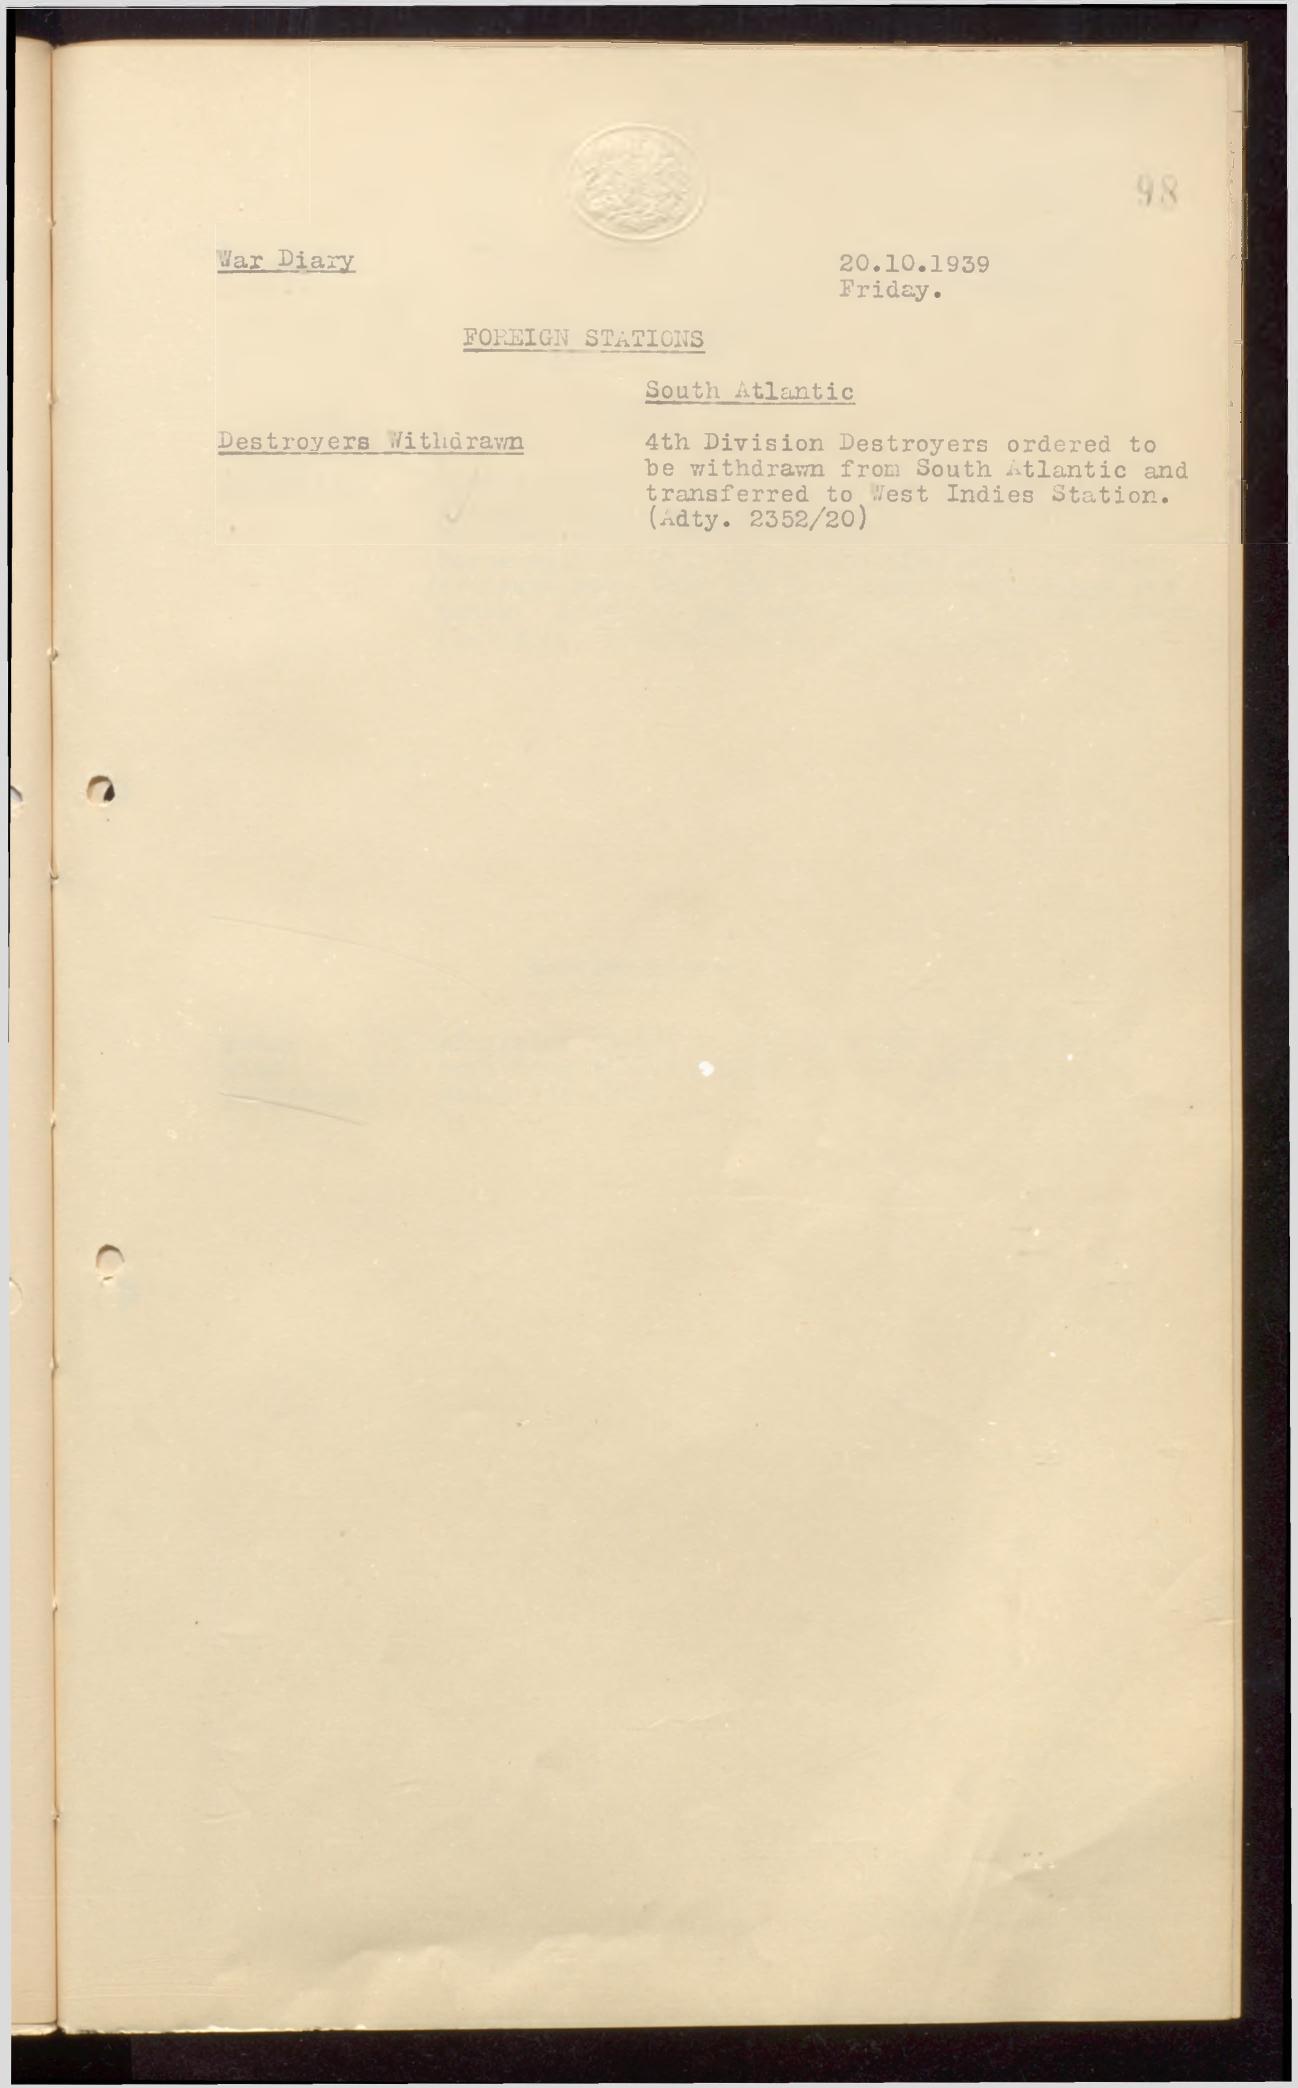 98
War Diary
20.10.1939
Friday.
FOREIGN STATIONS
South Atlantic
Destroyers Withdrawn
4th Division Destroyers ordered to
be withdrawn from South Atlantic and
transferred to West Indies Station.
(Adty. 2352/20)